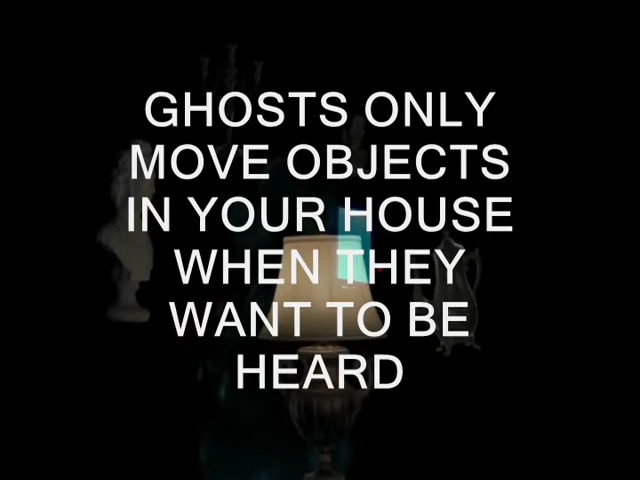 GHOSTS ONLY
MOVE OBJECTS
IN YOUR HOUSE
WHEN THEY
WANT TO BE
HEARD